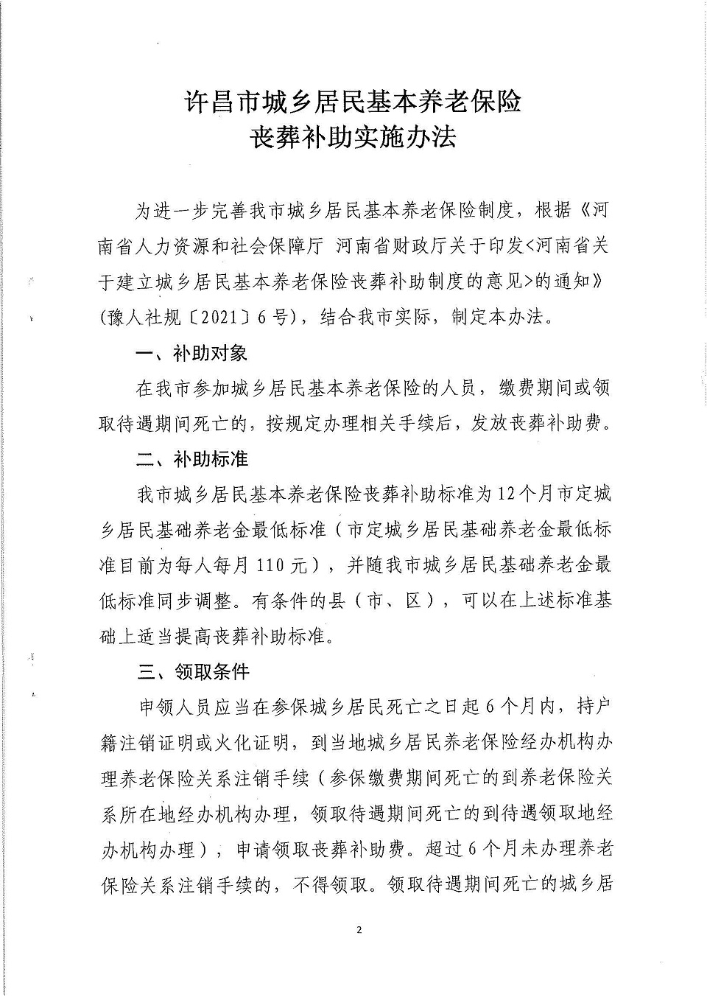 许昌市城乡居民基本养老保险
丧葬补助实施办法
为进一步完善我市城乡居民基本养老保险制度，根据《河
南省人力资源和社会保障厅 河南省财政厅关于印发<河南省关
于建立城乡居民基本养老保险丧葬补助制度的意见>的通知》
(豫人社规〔2021〕6号)，结合我市实际，制定本办法。
一、补助对象
在我市参加城乡居民基本养老保险的人员，缴费期间或领
取待遇期间死亡的，按规定办理相关手续后，发放丧葬补助费。
二、补助标准
我市城乡居民基本养老保险丧葬补助标准为12个月市定城
乡居民基础养老金最低标准（市定城乡居民基础养老金最低标
准目前为每人每月110元），并随我市城乡居民基础养老金最
低标准同步调整。有条件的县（市、区），可以在上述标准基
础上适当提高丧葬补助标准。
三、领取条件
申领人员应当在参保城乡居民死亡之日起6个月内，持户
籍注销证明或火化证明，到当地城乡居民养老保险经办机构办
理养老保险关系注销手续（参保缴费期间死亡的到养老保险关
系所在地经办机构办理，领取待遇期间死亡的到待遇领取地经
办机构办理），申请领取丧葬补助费。超过6个月未办理养老
保险关系注销手续的，不得领取。领取待遇期间死亡的城乡居
2